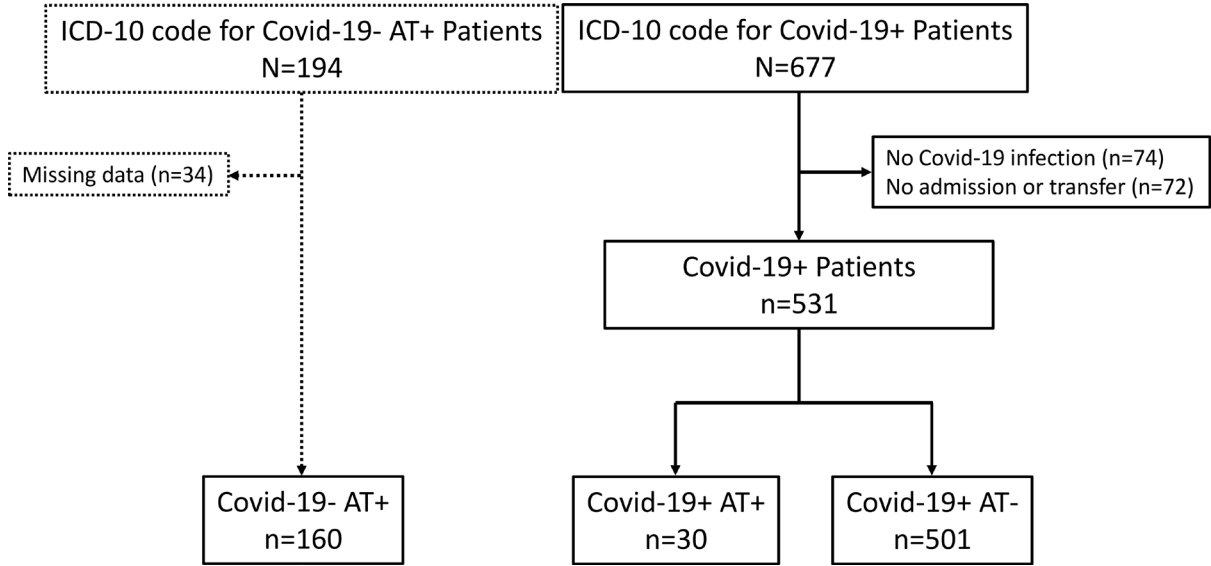 ICD-10 code for Covid-19- AT+ Patients
N=194
ICD-10 code for Covid-19+ Patients
N=677
Missing data (n=34)
No Covid-19 infection (n=74)
No admission or transfer (n=72)
Covid-19+ Patients
n=531
Covid-19- AT+
n=160
Covid-19+ AT+
n=30
Covid-19+ AT-
n=501